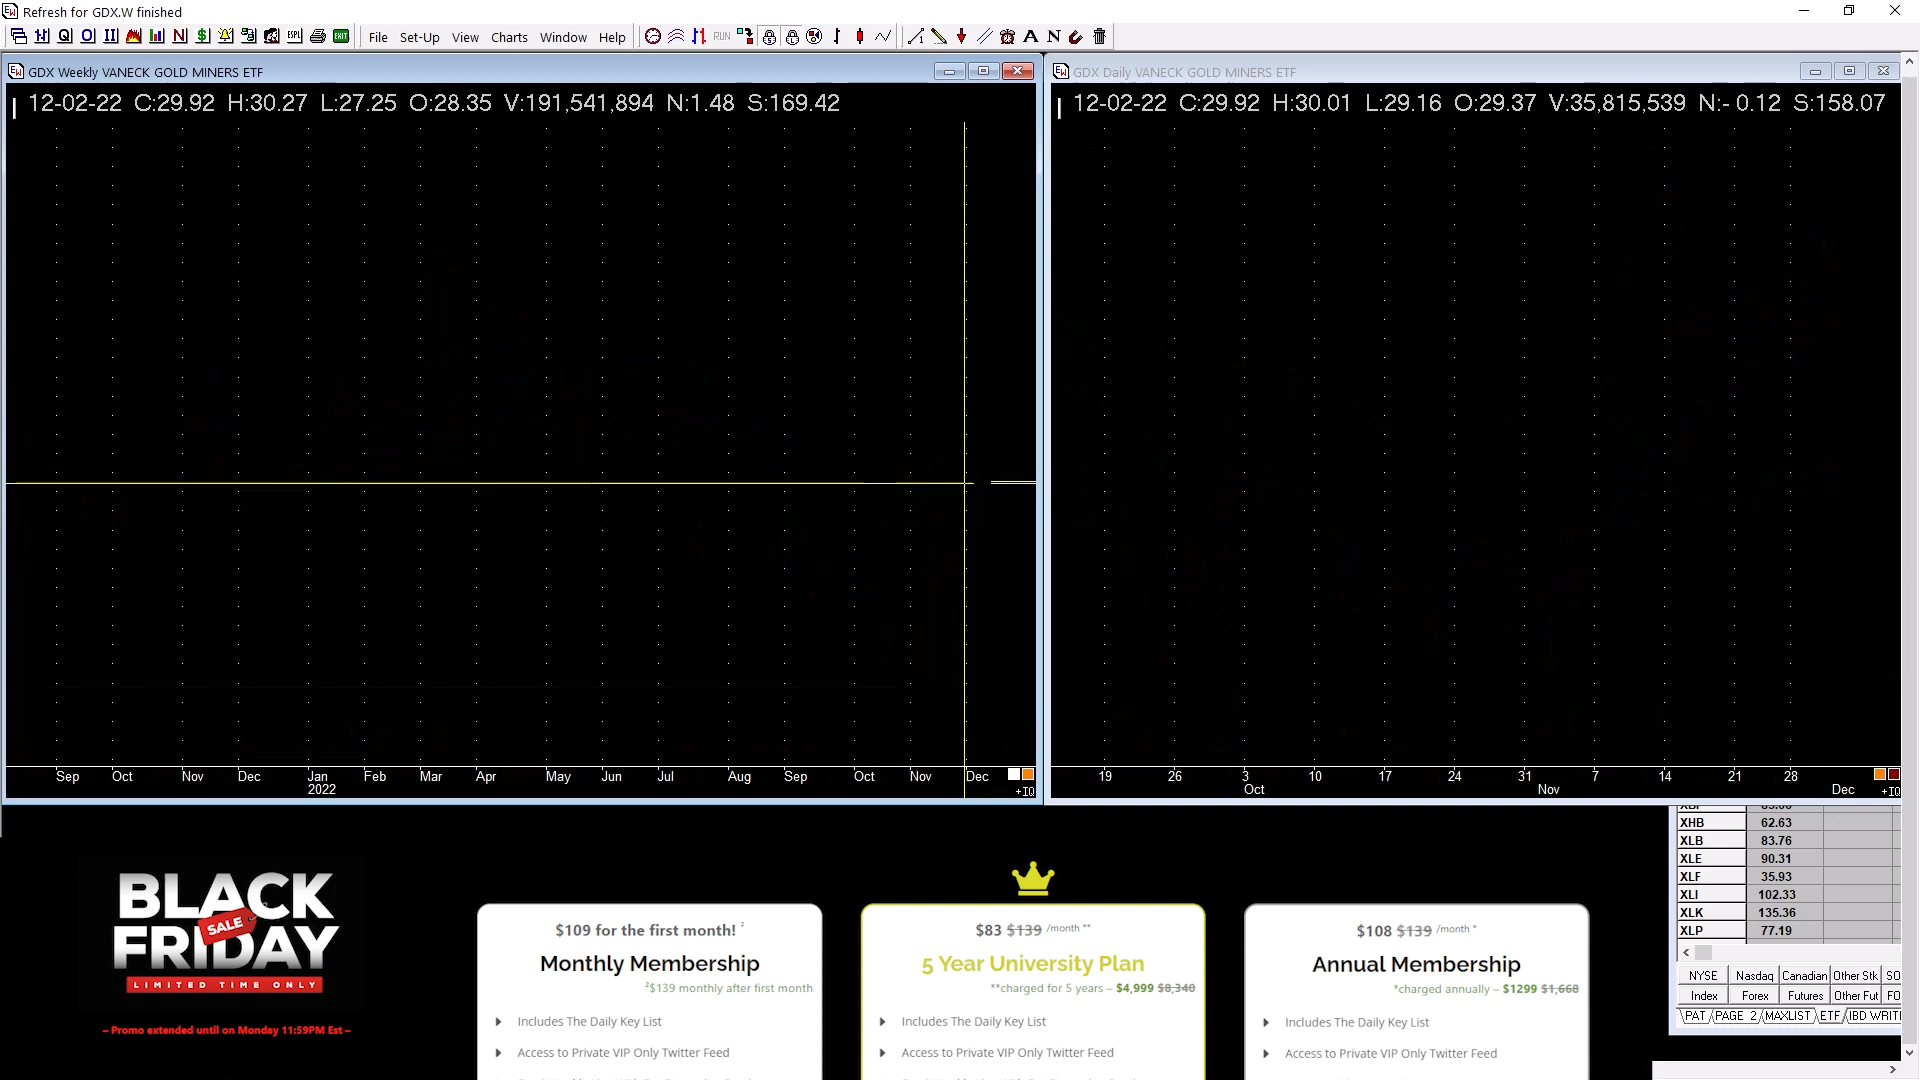 Refresh for GDX.W finished
File Set-Up View Charts Window Help
GDX Weekly VANECK GOLD MINERS ETF
12-02-22 C:29.92 H:30.27 L:27.25 O:28.35 V:191,541,894 N:1.48 S:169.42
Sep Oct Nov Dec Jan Feb Mar Apr May Jun Jul Aug Sep Oct Nov Dec
2022
+IQ
GDX Daily VANECK GOLD MINERS ETF
12-02-22 C:29.92 H:30.01 L:29.16 O:29.37 V:35,815,539 N:- 0.12 S:158.07
19 26 3 10 17 24 31 7 14 21 28
Oct Nov Dec
+IQ
XHB 62.63
XLB 83.76
XLE 90.31
XLF 35.93
XLI 102.33
XLK 135.36
XLP 77.19
NYSE Nasdaq Canadian Other Stk SO
Index Forex Futures Other Fut FO
PAT PAGE 2 MAXLIST ETF IBD WRITI
BLACK
SALE
FRIDAY
LIMITED TIME ONLY
– Promo extended until on Monday 11:59PM Est –
$109 for the first month! ²
Monthly Membership
²$139 monthly after first month
Includes The Daily Key List
Access to Private VIP Only Twitter Feed
$83 $139 /month **
5 Year University Plan
**charged for 5 years – $4,999 $8,340
Includes The Daily Key List
Access to Private VIP Only Twitter Feed
$108 $139 /month *
Annual Membership
*charged annually – $1299 $1,668
Includes The Daily Key List
Access to Private VIP Only Twitter Feed